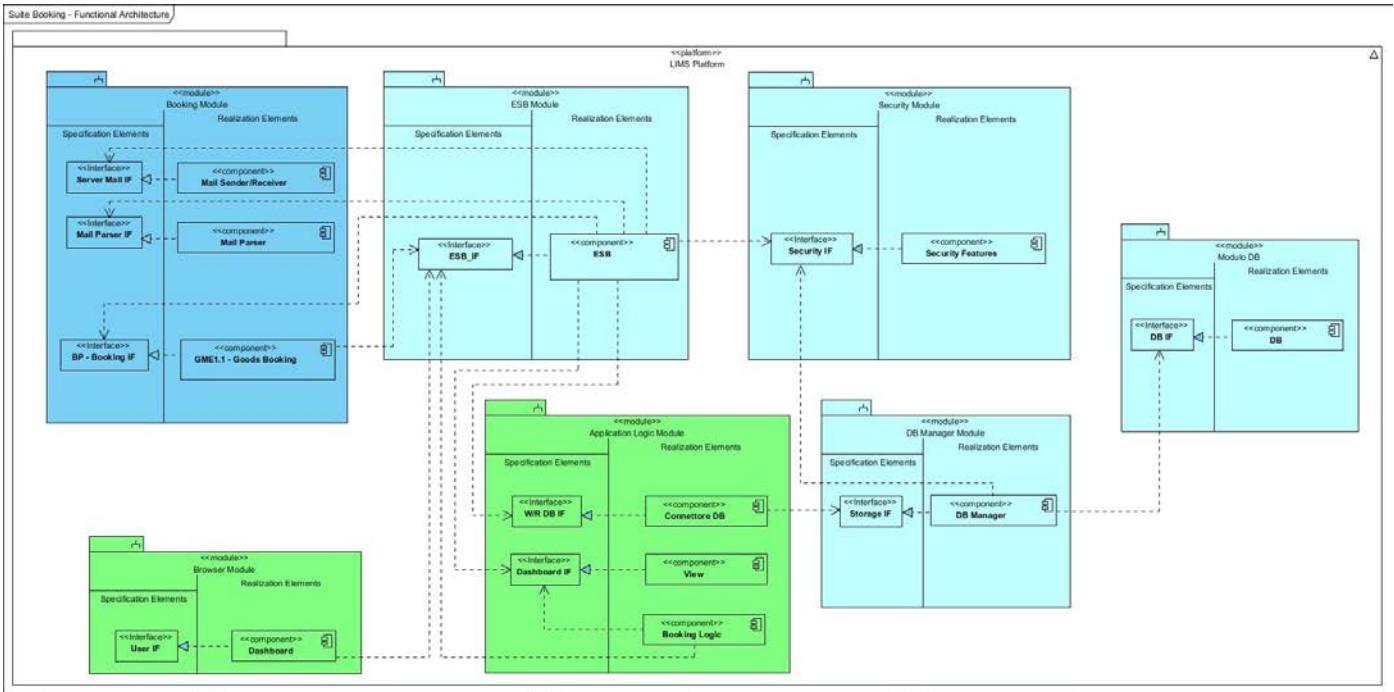 Suite Booking - Functional Architecture
<<platform>>
LIMS Platform
<<module>>
Booking Module
Realization Elements
Specification Elements
<<Interface>>
Server Mail IF
<<component>>
Mail Sender/Receiver
<<Interface>>
Mail Parser IF
<<component>>
Mail Parser
<<Interface>>
BP - Booking IF
<<component>>
GME1.1 - Goods Booking
<<module>>
ESB Module
Realization Elements
Specification Elements
<<Interface>>
ESB_IF
<<component>>
ESB
<<module>>
Security Module
Realization Elements
Specification Elements
<<Interface>>
Security IF
<<component>>
Security Features
<<module>>
Modulo DB
Realization Elements
Specification Elements
<<Interface>>
DB IF
<<component>>
DB
<<module>>
Application Logic Module
Realization Elements
Specification Elements
<<Interface>>
W/R DB IF
<<component>>
Connettore DB
<<Interface>>
Dashboard IF
<<component>>
View
<<component>>
Booking Logic
<<module>>
DB Manager Module
Realization Elements
Specification Elements
<<Interface>>
Storage IF
<<component>>
DB Manager
<<module>>
Browser Module
Realization Elements
Specification Elements
<<Interface>>
User IF
<<component>>
Dashboard